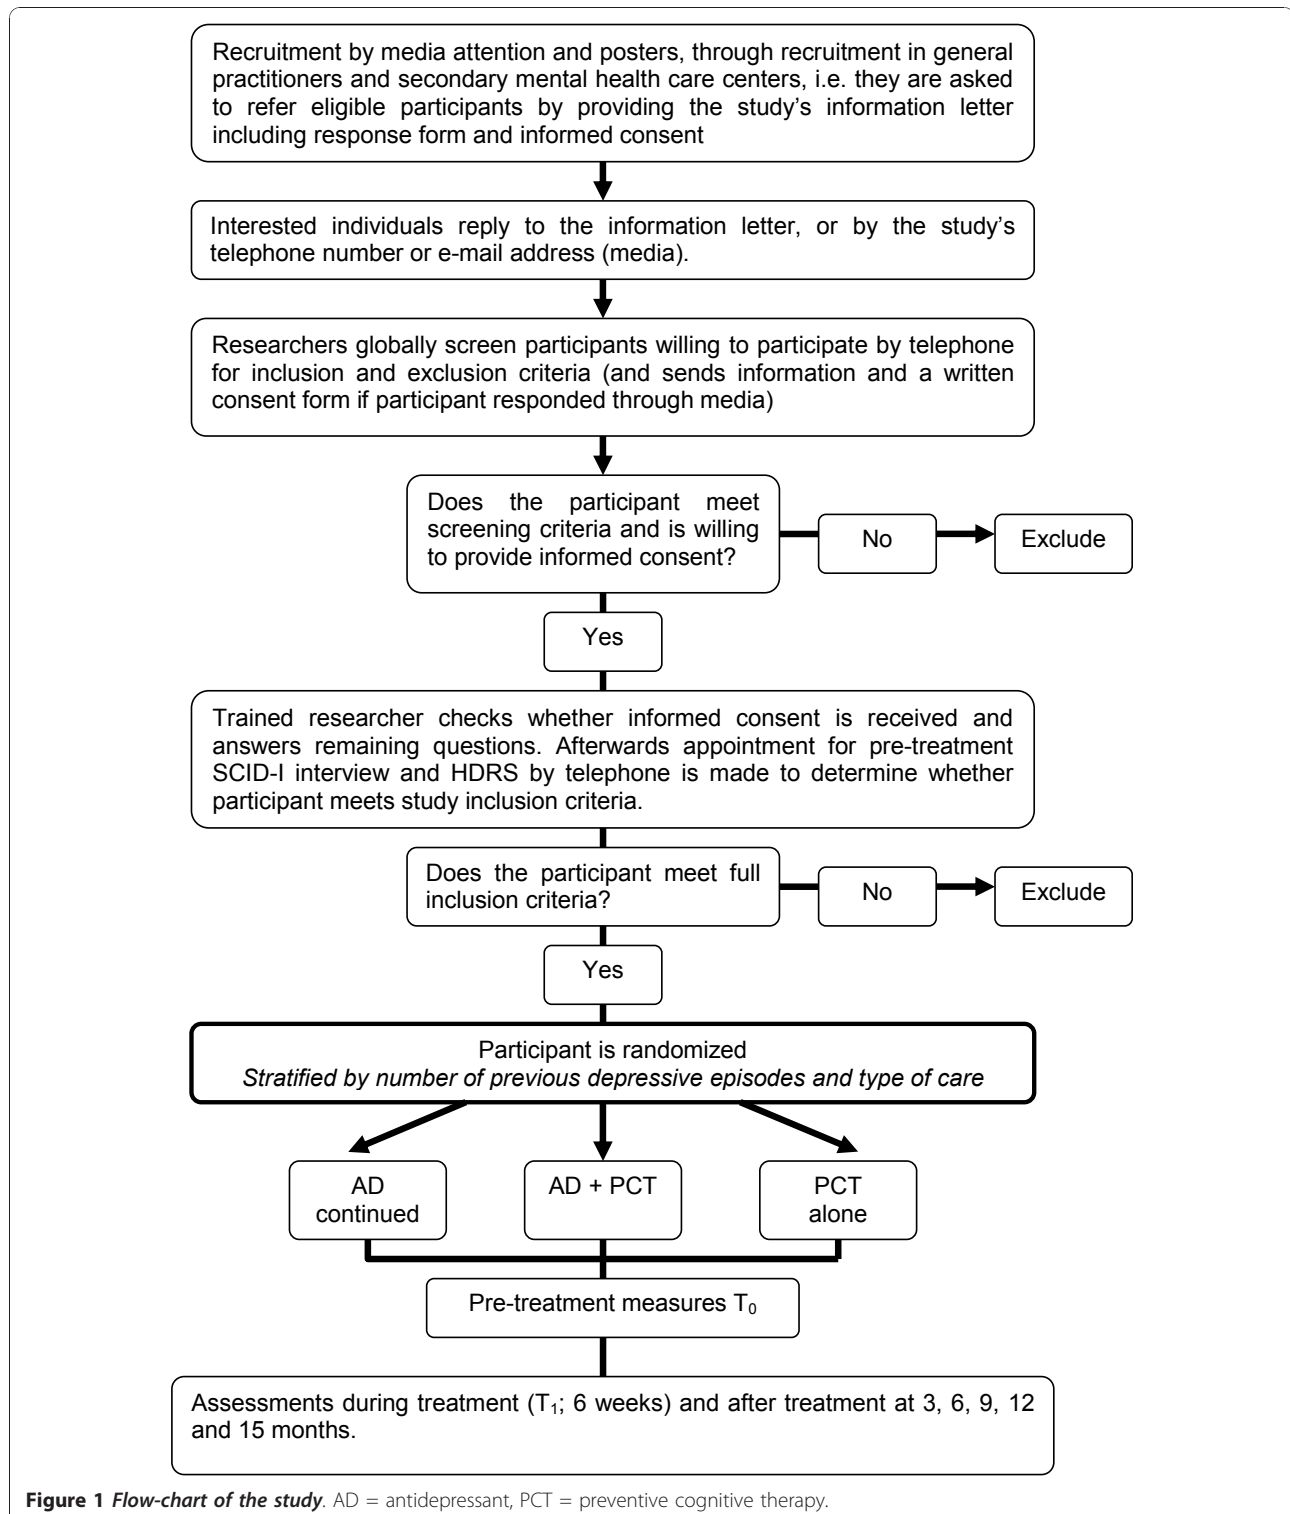 Recruitment by media attention and posters, through recruitment in general
practitioners and secondary mental health care centers, i.e. they are asked
to refer eligible participants by providing the study's information letter
including response form and informed consent
Interested individuals reply to the information letter, or by the study's
telephone number or e-mail address (media).
Researchers globally screen participants willing to participate by telephone
for inclusion and exclusion criteria (and sends information and a written
consent form if participant responded through media)
Does the participant meet
screening criteria and is willing
to provide informed consent?
No
Exclude
Yes
Trained researcher checks whether informed consent is received and
answers remaining questions. Afterwards appointment for pre-treatment
SCID-I interview and HDRS by telephone is made to determine whether
participant meets study inclusion criteria.
Does the participant meet full
inclusion criteria?
No
Exclude
Yes
Participant is randomized
Stratified by number of previous depressive episodes and type of care
AD
continued
AD + PCT
PCT
alone
Pre-treatment measures T₀
Assessments during treatment (T₁; 6 weeks) and after treatment at 3, 6, 9, 12
and 15 months.
Figure 1 Flow-chart of the study. AD = antidepressant, PCT = preventive cognitive therapy.